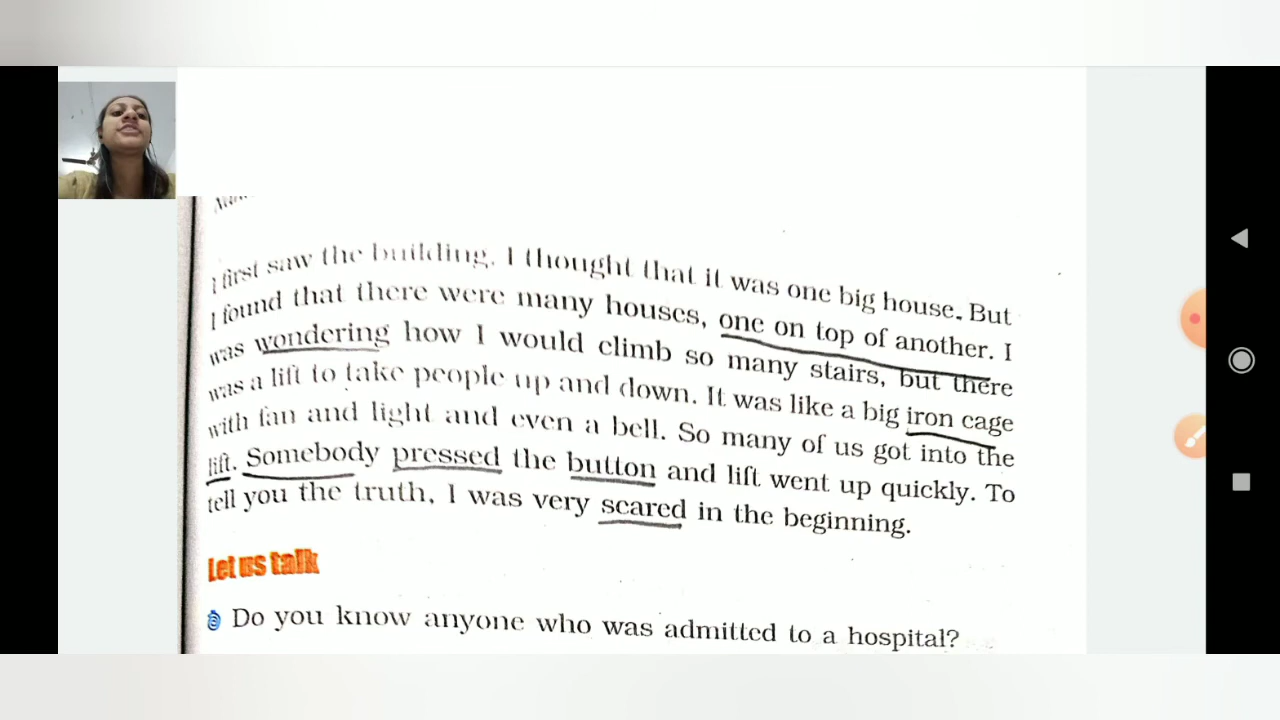 I first saw the building, I thought that it was one big house. But
I found that there were many houses, one on top of another. I
was wondering how I would climb so many stairs, but there
was a lift to take people up and down. It was like a big iron cage
with fan and light and even a bell. So many of us got into the
lift. Somebody pressed the button and lift went up quickly. To
tell you the truth, I was very scared in the beginning.
Let us talk
Do you know anyone who was admitted to a hospital?